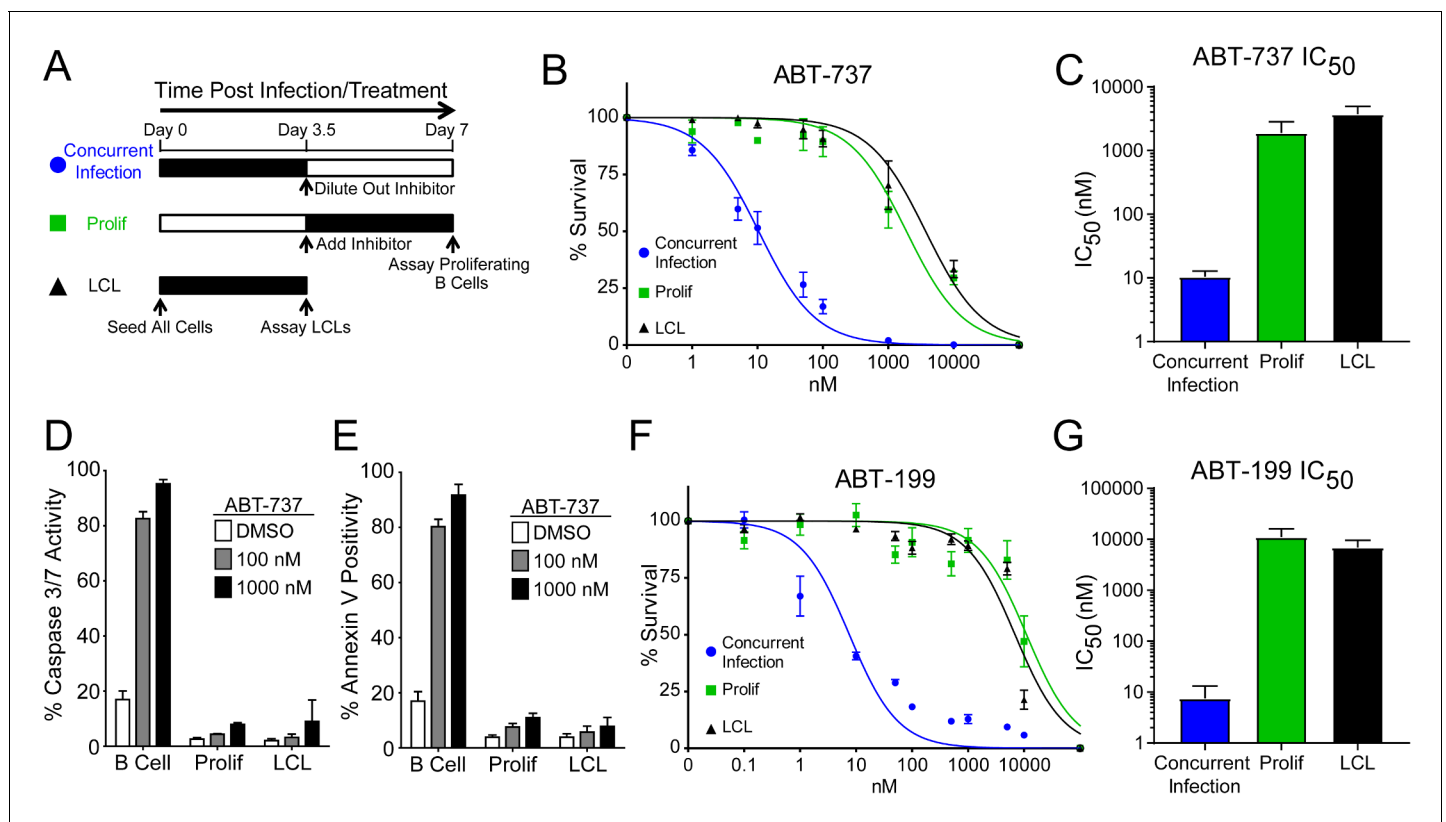 A
Time Post Infection/Treatment
Day 0
Day 3.5
Day 7
Concurrent
Infection
Dilute Out Inhibitor
Prolif
Add Inhibitor
Assay Proliferating
B Cells
LCL
Seed All Cells
Assay LCLs
B
ABT-737
% Survival
100
75
50
25
0
Concurrent
Infection
Prolif
LCL
0
1
10
100
1000
10000
nM
C
ABT-737 IC50
IC50 (nM)
10000
1000
100
10
1
Concurrent
Infection
Prolif
LCL
D
% Caspase 3/7 Activity
100
80
60
40
20
0
ABT-737
DMSO
100 nM
1000 nM
B Cell
Prolif
LCL
E
% Annexin V Positivity
100
80
60
40
20
0
ABT-737
DMSO
100 nM
1000 nM
B Cell
Prolif
LCL
F
ABT-199
% Survival
100
75
50
25
0
Concurrent
Infection
Prolif
LCL
0
0.1
1
10
100
1000
10000
nM
G
ABT-199 IC50
IC50 (nM)
100000
10000
1000
100
10
1
Concurrent
Infection
Prolif
LCL